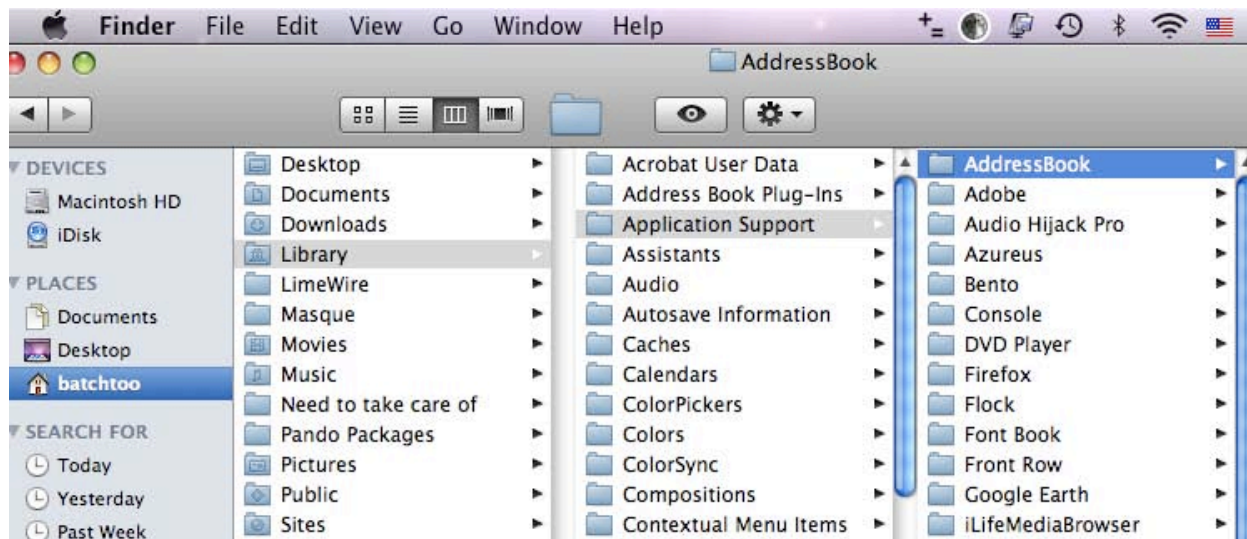 Finder File Edit View Go Window Help
AddressBook
DEVICES
Macintosh HD
iDisk
PLACES
Documents
Desktop
batchtoo
SEARCH FOR
Today
Yesterday
Past Week
Desktop
Documents
Downloads
Library
LimeWire
Masque
Movies
Music
Need to take care of
Pando Packages
Pictures
Public
Sites
Acrobat User Data
Address Book Plug-Ins
Application Support
Assistants
Audio
Autosave Information
Caches
Calendars
ColorPickers
Colors
ColorSync
Compositions
Contextual Menu Items
AddressBook
Adobe
Audio Hijack Pro
Azureus
Bento
Console
DVD Player
Firefox
Flock
Font Book
Front Row
Google Earth
iLifeMediaBrowser